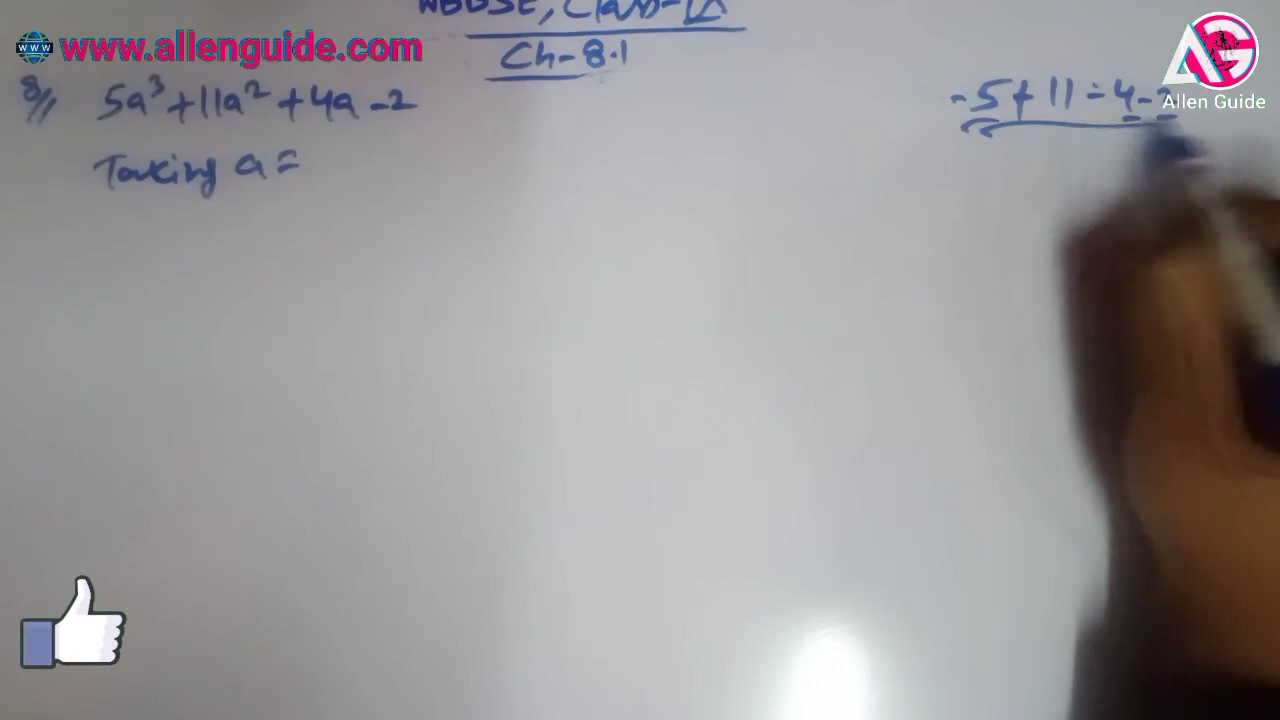 www.allenguide.com
Ch-8.1
8// 5a³+11a²+4a-2
-5+11-4-2
Allen Guide
Taking a=